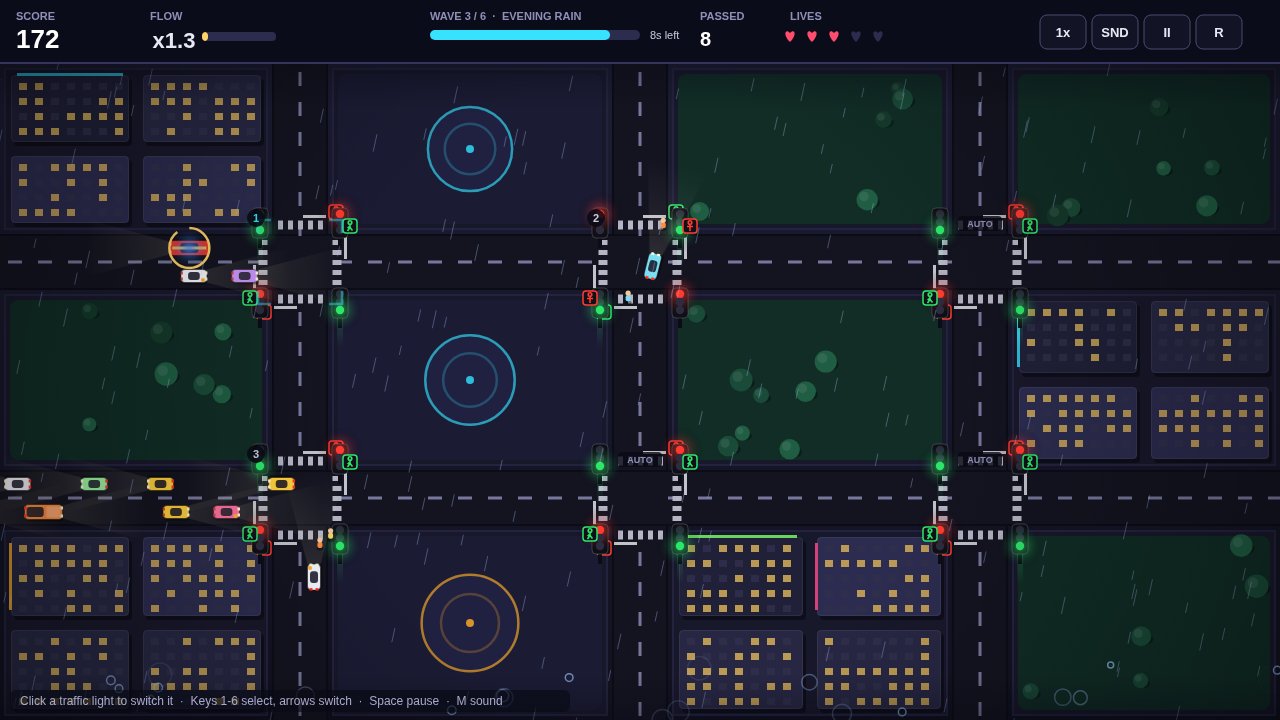 SCORE
172
FLOW
x1.3
WAVE 3 / 6 · EVENING RAIN
8s left
PASSED
8
LIVES
1x
SND
II
R
1
2
AUTO
3
AUTO
AUTO
Click a traffic light to switch it · Keys 1-6 select, arrows switch · Space pause · M sound